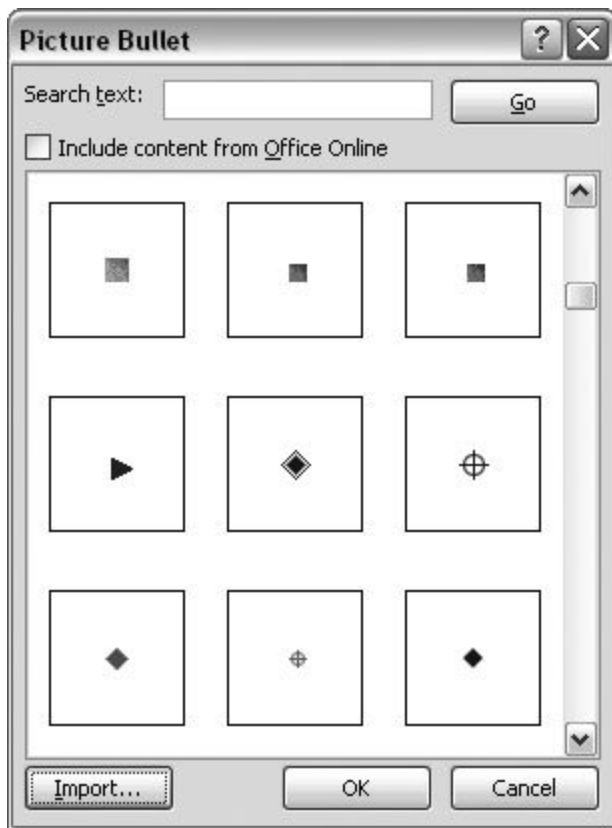 Picture Bullet
Search text:
Go
Include content from Office Online
Import... OK Cancel